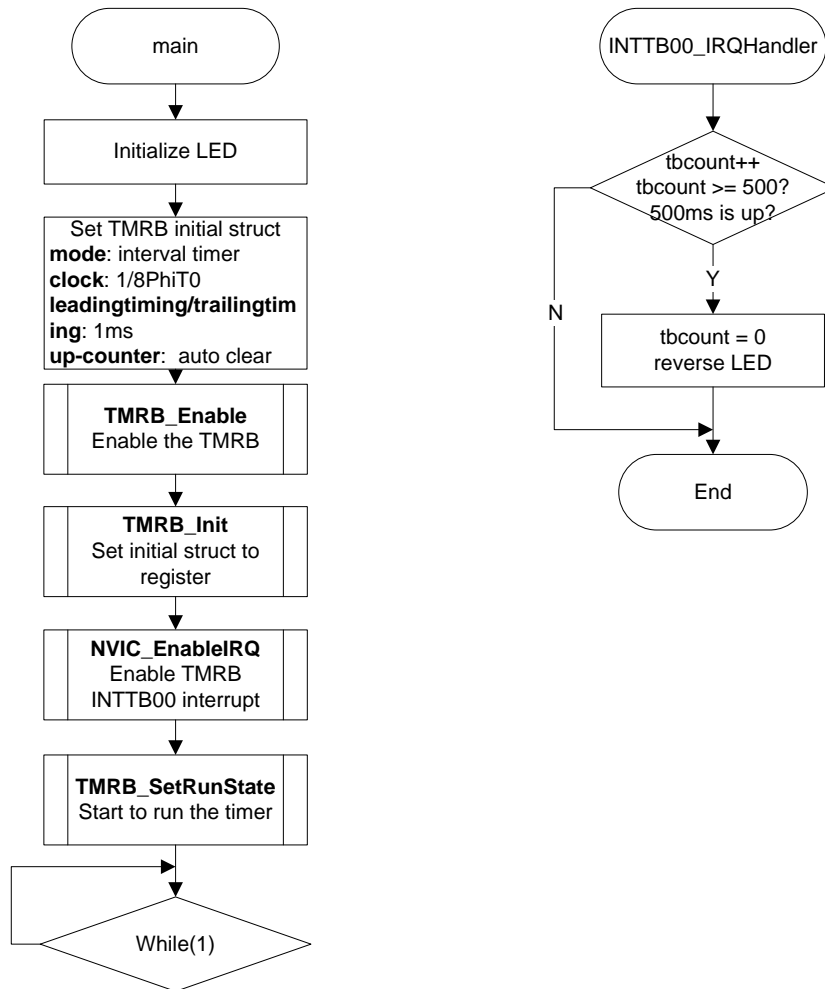 main
Initialize LED
Set TMRB initial struct
mode: interval timer
clock: 1/8PhiT0
leadingtiming/trailingtim
ing: 1ms
up-counter:  auto clear
TMRB_Enable
Enable the TMRB
TMRB_Init
Set initial struct to
register
NVIC_EnableIRQ
Enable TMRB
INTTB00 interrupt
TMRB_SetRunState
Start to run the timer
While(1)
INTTB00_IRQHandler
tbcount++
tbcount >= 500?
500ms is up?
Y
N
tbcount = 0
reverse LED
End